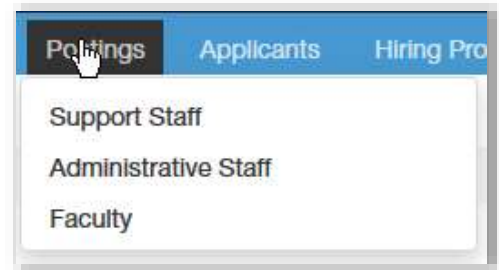 Postings Applicants Hiring Pro
Support Staff
Administrative Staff
Faculty